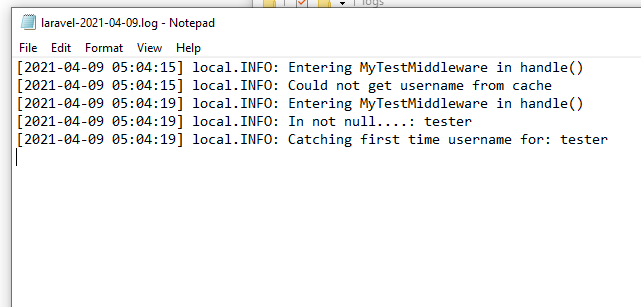 logs
laravel-2021-04-09.log - Notepad
File Edit Format View Help
[2021-04-09 05:04:15] local.INFO: Entering MyTestMiddleware in handle()
[2021-04-09 05:04:15] local.INFO: Could not get username from cache
[2021-04-09 05:04:19] local.INFO: Entering MyTestMiddleware in handle()
[2021-04-09 05:04:19] local.INFO: In not null....: tester
[2021-04-09 05:04:19] local.INFO: Catching first time username for: tester